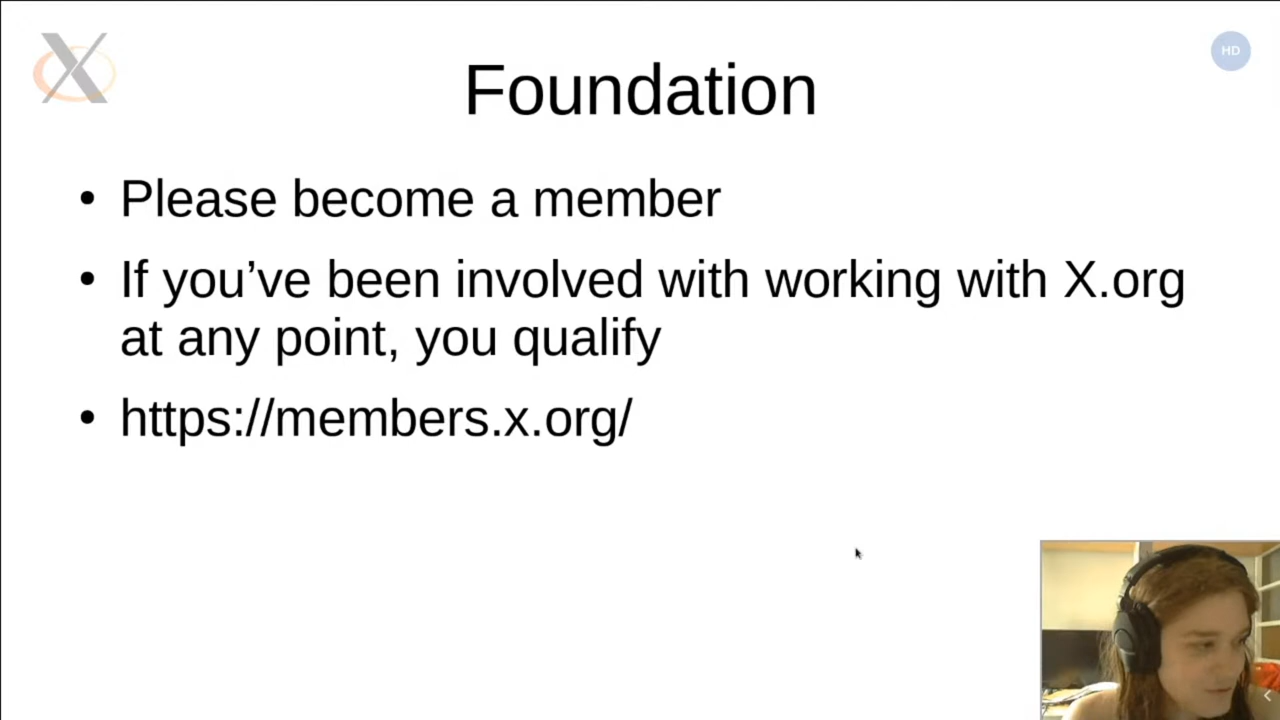 HD
Foundation
• Please become a member
• If you’ve been involved with working with X.org
at any point, you qualify
• https://members.x.org/